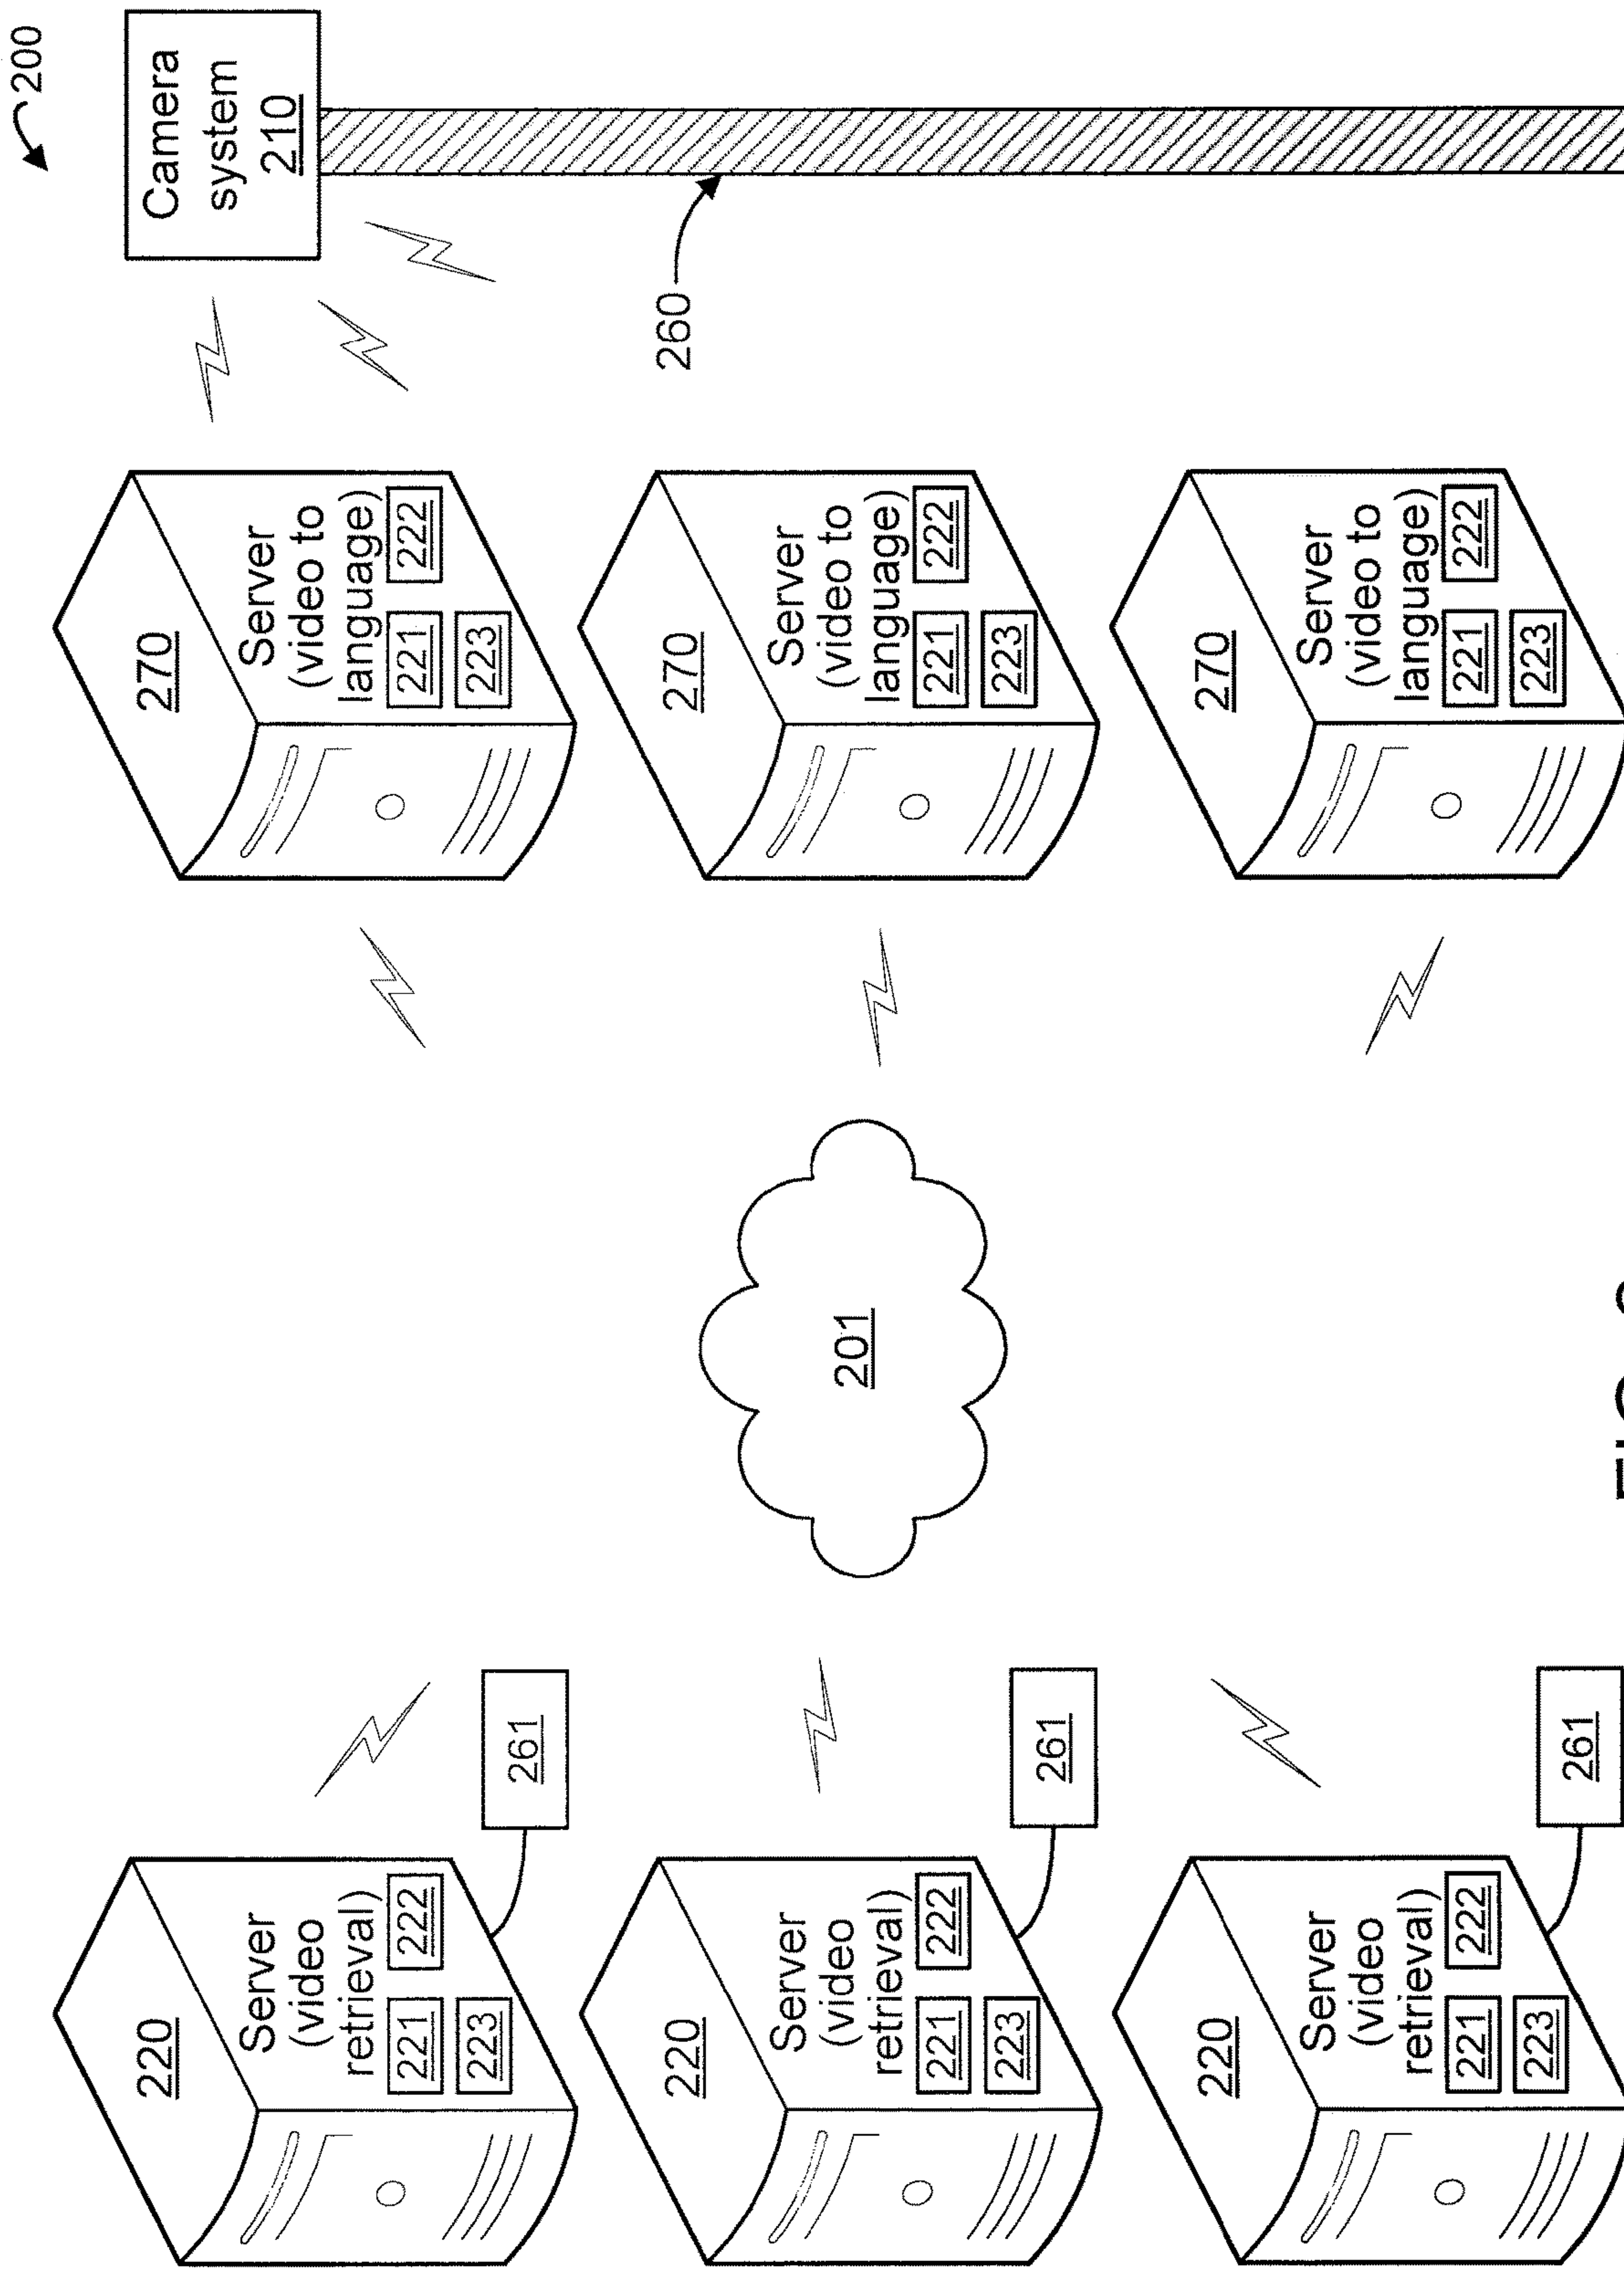 200
Camera
system
210
260
270
Server
(video to
language)
221 222
223
270
Server
(video to
language)
221 222
223
270
Server
(video to
language)
221 222
223
201
220
Server
(video
retrieval)
221 222
223
261
220
Server
(video
retrieval)
221 222
223
261
220
Server
(video
retrieval)
221 222
223
261